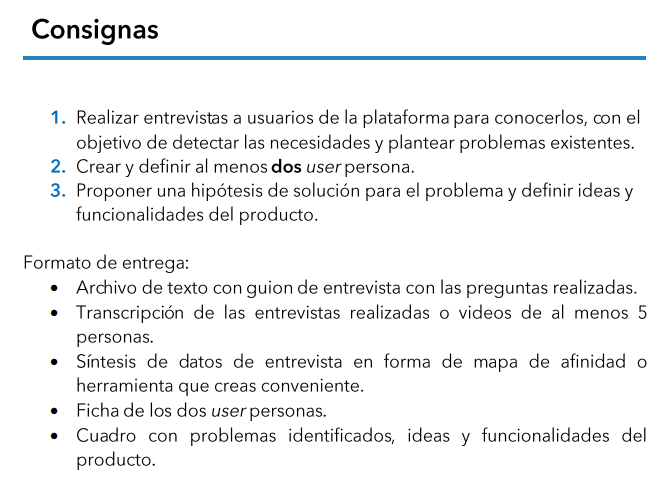 Consignas
1. Realizar entrevistas a usuarios de la plataforma para conocerlos, con el
objetivo de detectar las necesidades y plantear problemas existentes.
2. Crear y definir al menos dos user persona.
3. Proponer una hipótesis de solución para el problema y definir ideas y
funcionalidades del producto.
Formato de entrega:
• Archivo de texto con guion de entrevista con las preguntas realizadas.
• Transcripción de las entrevistas realizadas o videos de al menos 5
personas.
• Síntesis de datos de entrevista en forma de mapa de afinidad o
herramienta que creas conveniente.
• Ficha de los dos user personas.
• Cuadro con problemas identificados, ideas y funcionalidades del
producto.